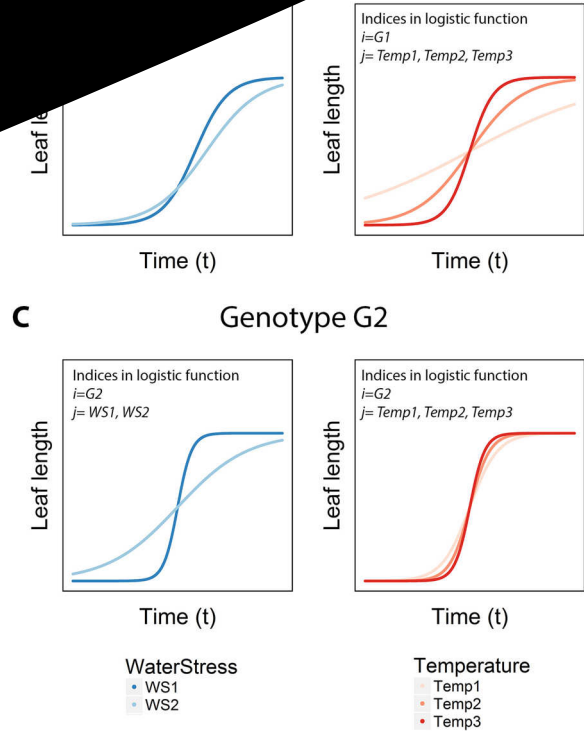 Indices in logistic function
i=G1
j= Temp1, Temp2, Temp3
Leaf length
Time (t)
Leaf length
Time (t)
C Genotype G2
Indices in logistic function
i=G2
j= WS1, WS2
Leaf length
Time (t)
Indices in logistic function
i=G2
j= Temp1, Temp2, Temp3
Leaf length
Time (t)
WaterStress
WS1
WS2
Temperature
Temp1
Temp2
Temp3